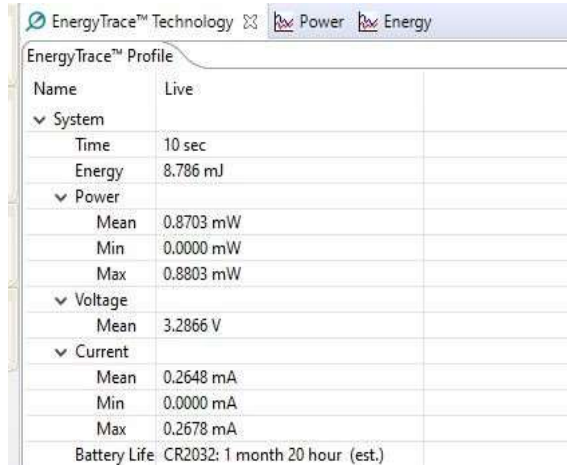 EnergyTrace™ Technology Power Energy
EnergyTrace™ Profile
Name Live
System
Time 10 sec
Energy 8.786 mJ
Power
Mean 0.8703 mW
Min 0.0000 mW
Max 0.8803 mW
Voltage
Mean 3.2866 V
Current
Mean 0.2648 mA
Min 0.0000 mA
Max 0.2678 mA
Battery Life CR2032: 1 month 20 hour (est.)